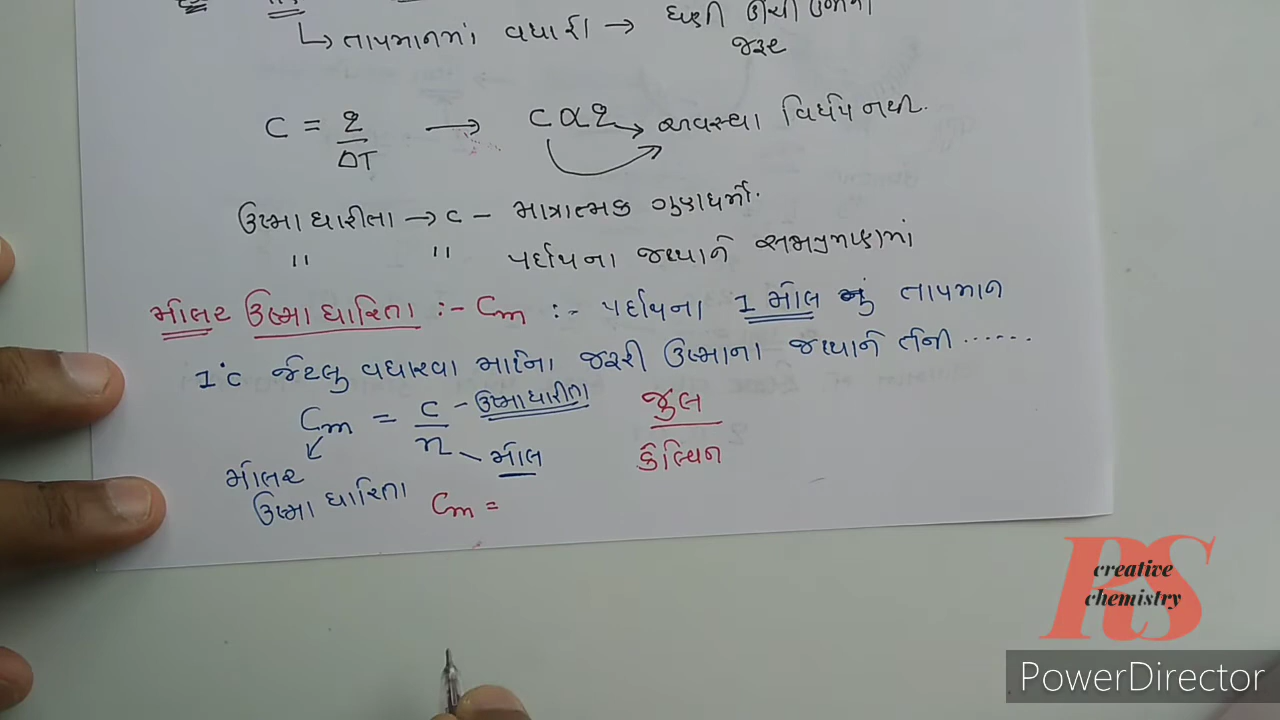 તાપમાનમાં વધારો → ઘણી ઊંચી
જરૂર
C = q/ΔT → C α q → અવસ્થા વિધેય નથી.
ઉષ્માધારીતા → C - માત્રાત્મક ગુણધર્મ.
" " પદાર્થના જથ્થાને સમપ્રમાણમાં
મોલર ઉષ્માધારિતા :- Cm :- પદાર્થના 1 મોલ નું તાપમાન
1°C જેટલુ વધારવા માટેના જરૂરી ઉષ્માના જથ્થાને તેની ......
Cm = C/n - ઉષ્માધારીતા
મોલ
જુલ
કેલ્વિન
મોલર
ઉષ્માધારિતા
Cm =
RS
creative
chemistry
PowerDirector